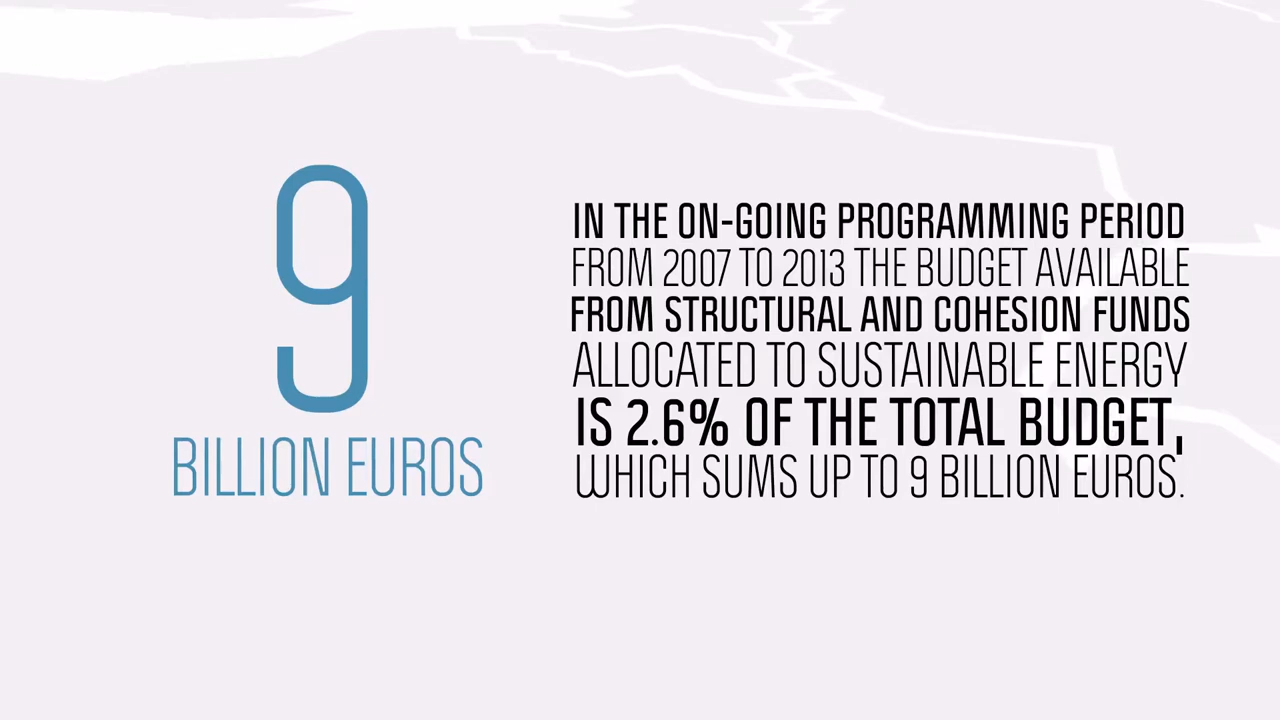 9
BILLION EUROS
IN THE ON-GOING PROGRAMMING PERIOD
FROM 2007 TO 2013 THE BUDGET AVAILABLE
FROM STRUCTURAL AND COHESION FUNDS
ALLOCATED TO SUSTAINABLE ENERGY
IS 2.6% OF THE TOTAL BUDGET,
WHICH SUMS UP TO 9 BILLION EUROS.